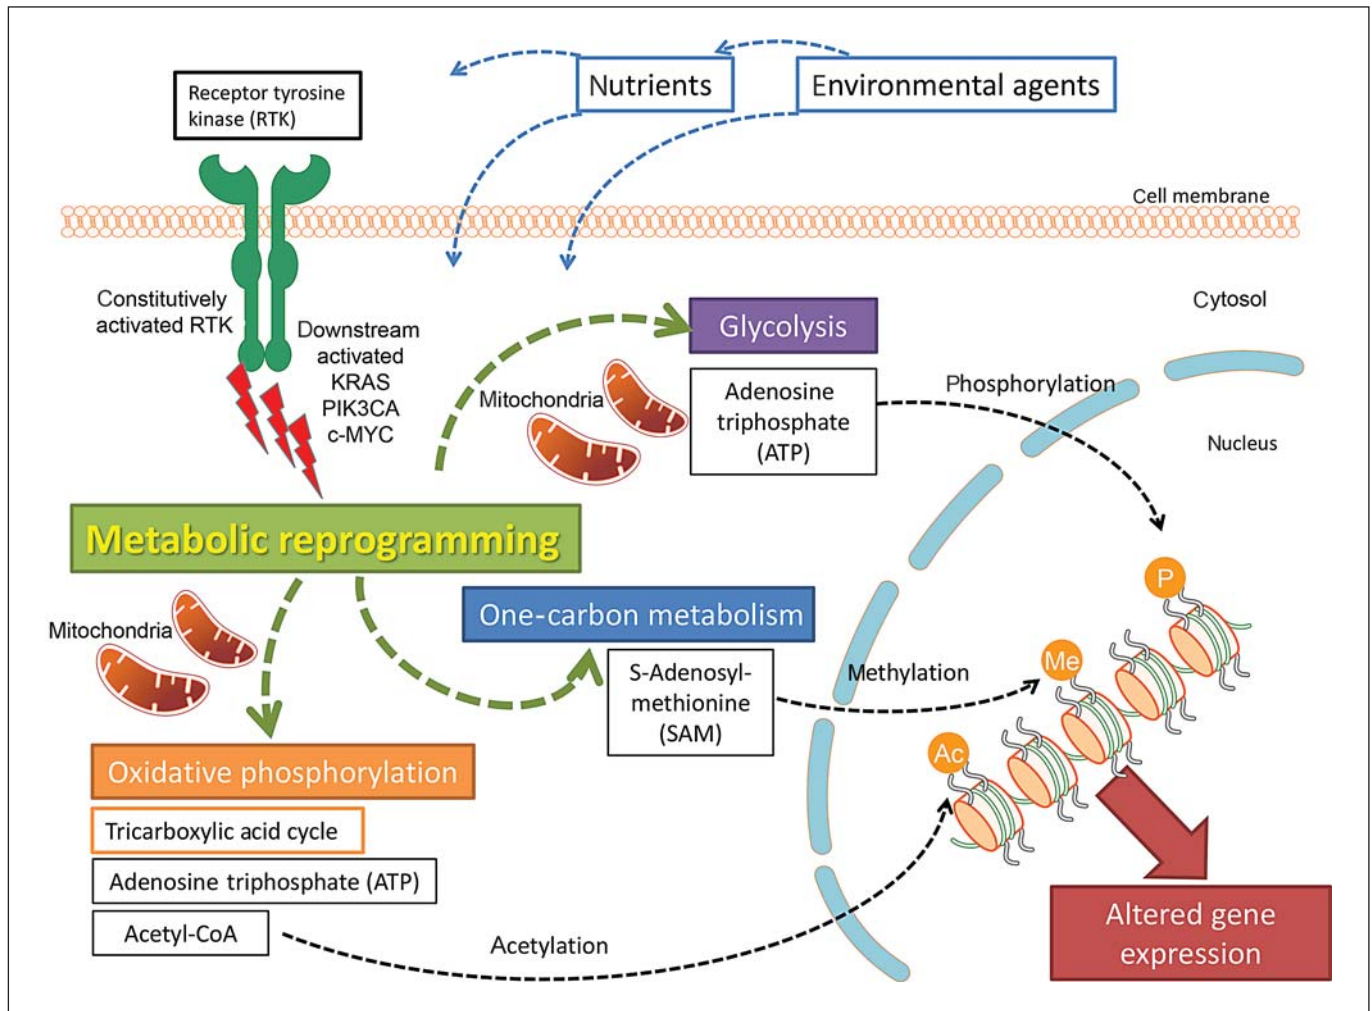 Receptor tyrosine
kinase (RTK)
Nutrients
Environmental agents
Cell membrane
Constitutively
activated RTK
Downstream
activated
KRAS
PIK3CA
c-MYC
Cytosol
Glycolysis
Mitochondria
Adenosine
triphosphate
(ATP)
Phosphorylation
Nucleus
Metabolic reprogramming
Mitochondria
One-carbon metabolism
S-Adenosyl-
methionine
(SAM)
Methylation
P
Me
Ac
Oxidative phosphorylation
Tricarboxylic acid cycle
Adenosine triphosphate (ATP)
Acetyl-CoA
Acetylation
Altered gene
expression